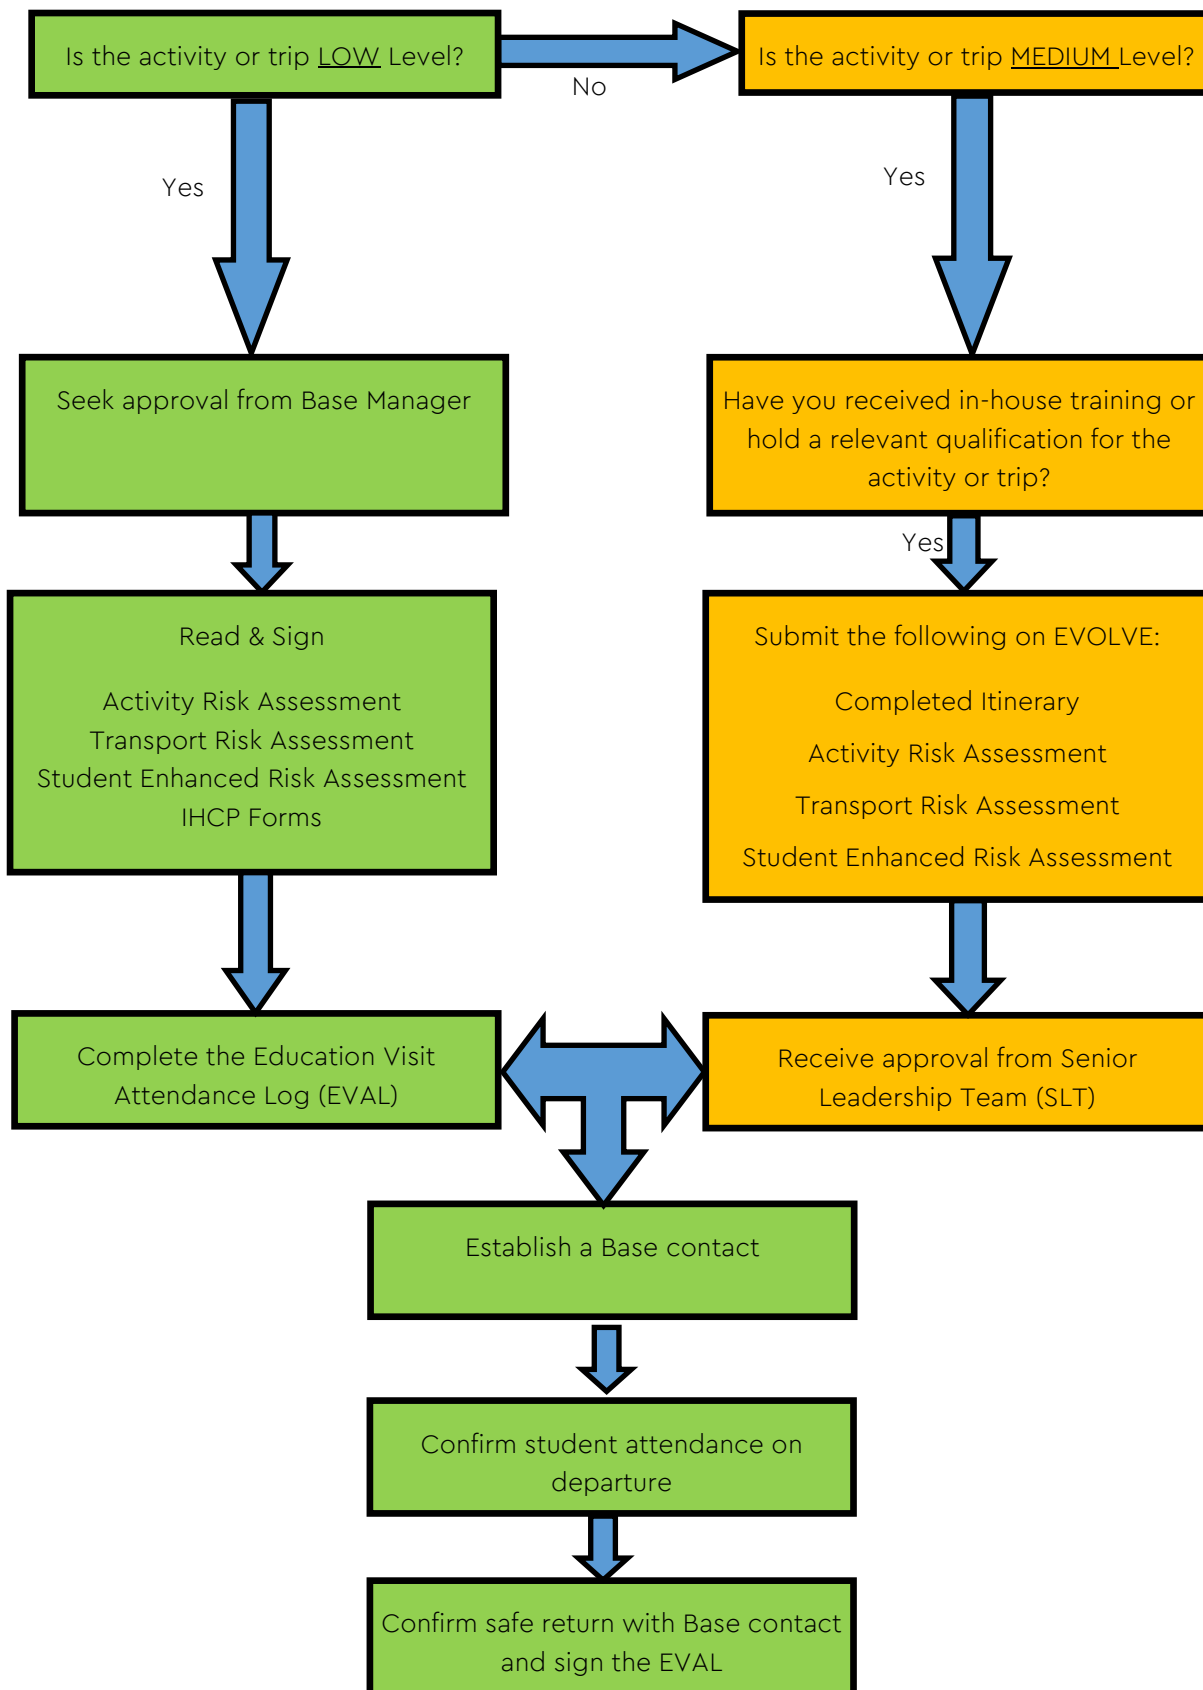 Is the activity or trip LOW Level?
No
Is the activity or trip MEDIUM Level?
Yes
Yes
Seek approval from Base Manager
Have you received in-house training or
hold a relevant qualification for the
activity or trip?
Yes
Read & Sign
Activity Risk Assessment
Transport Risk Assessment
Student Enhanced Risk Assessment
IHCP Forms
Submit the following on EVOLVE:
Completed Itinerary
Activity Risk Assessment
Transport Risk Assessment
Student Enhanced Risk Assessment
Complete the Education Visit
Attendance Log (EVAL)
Receive approval from Senior
Leadership Team (SLT)
Establish a Base contact
Confirm student attendance on
departure
Confirm safe return with Base contact
and sign the EVAL